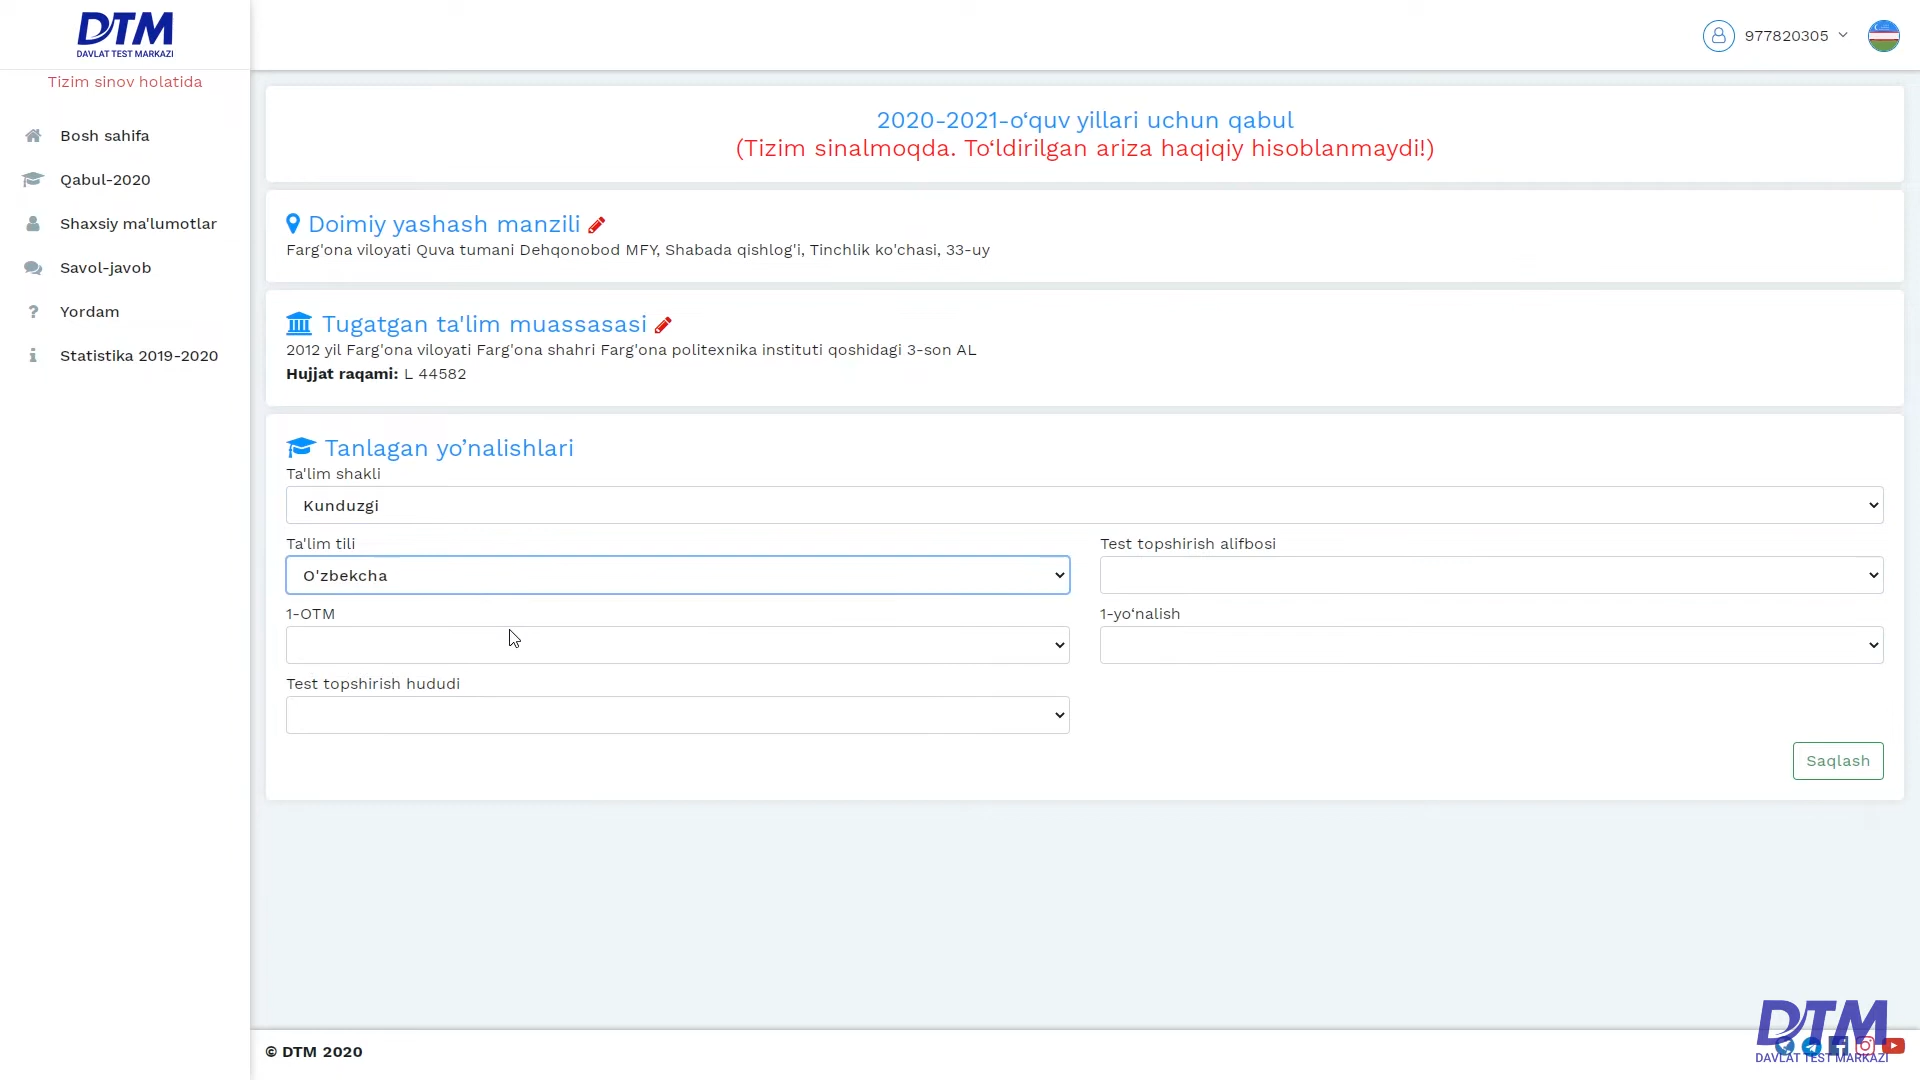 DTM
DAVLAT TEST MARKAZI
977820305
Tizim sinov holatida
Bosh sahifa
Qabul-2020
Shaxsiy ma'lumotlar
Savol-javob
Yordam
Statistika 2019-2020
2020-2021-o‘quv yillari uchun qabul
(Tizim sinalmoqda. To‘ldirilgan ariza haqiqiy hisoblanmaydi!)
Doimiy yashash manzili
Farg'ona viloyati Quva tumani Dehqonobod MFY, Shabada qishlog'i, Tinchlik ko'chasi, 33-uy
Tugatgan ta'lim muassasasi
2012 yil Farg'ona viloyati Farg'ona shahri Farg'ona politexnika instituti qoshidagi 3-son AL
Hujjat raqami: L 44582
Tanlagan yo’nalishlari
Ta'lim shakli
Kunduzgi
Ta'lim tili
Test topshirish alifbosi
O'zbekcha
1-OTM
1-yo‘nalish
Test topshirish hududi
Saqlash
© DTM 2020
DTM
DAVLAT TEST MARKAZI